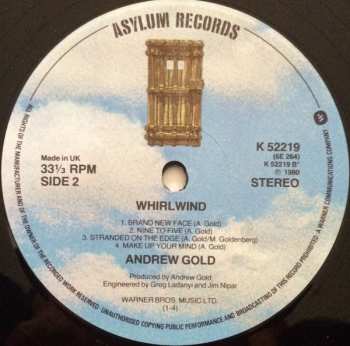 ASYLUM RECORDS
Made in UK
33⅓ RPM
SIDE 2
K 52219
(6E 264)
K 52219 B*
℗ 1980
STEREO
WHIRLWIND
1. BRAND NEW FACE (A. Gold)
2. NINE TO FIVE (A. Gold)
3. STRANDED ON THE EDGE (A. Gold/M. Goldenberg)
4. MAKE UP YOUR MIND (A. Gold)
ANDREW GOLD
Produced by Andrew Gold
Engineered by Greg Ladanyi and Jim Nipar
WARNER BROS. MUSIC LTD.
(1-4)
ALL RIGHTS OF THE MANUFACTURER AND OF THE OWNER OF THE RECORDED WORK RESERVED · UNAUTHORISED COPYING PUBLIC PERFORMANCE AND BROADCASTING OF THIS RECORD PROHIBITED · A WARNER COMMUNICATIONS COMPANY